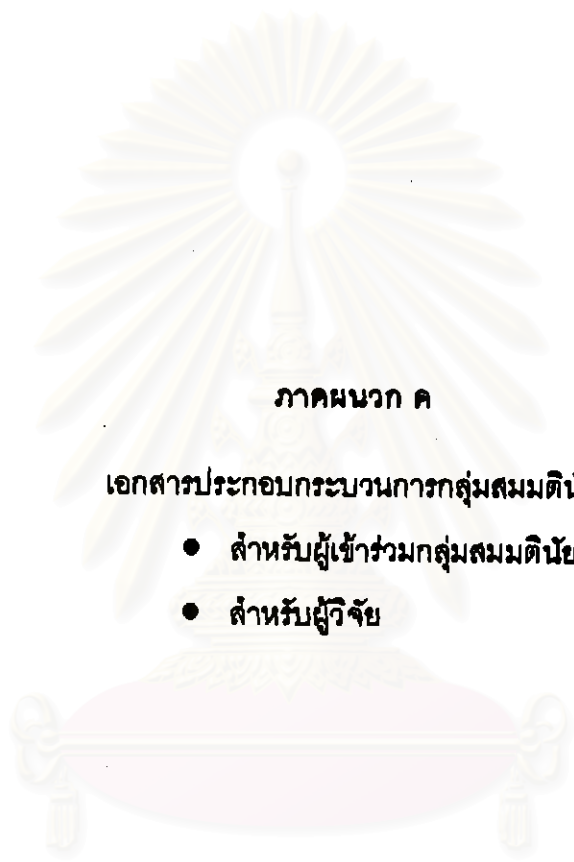 ภาคผนวก ค
เอกสารประกอบกระบวนการกลุ่มสมมตินัย
● สำหรับผู้เข้าร่วมกลุ่มสมมตินัย
● สำหรับผู้วิจัย